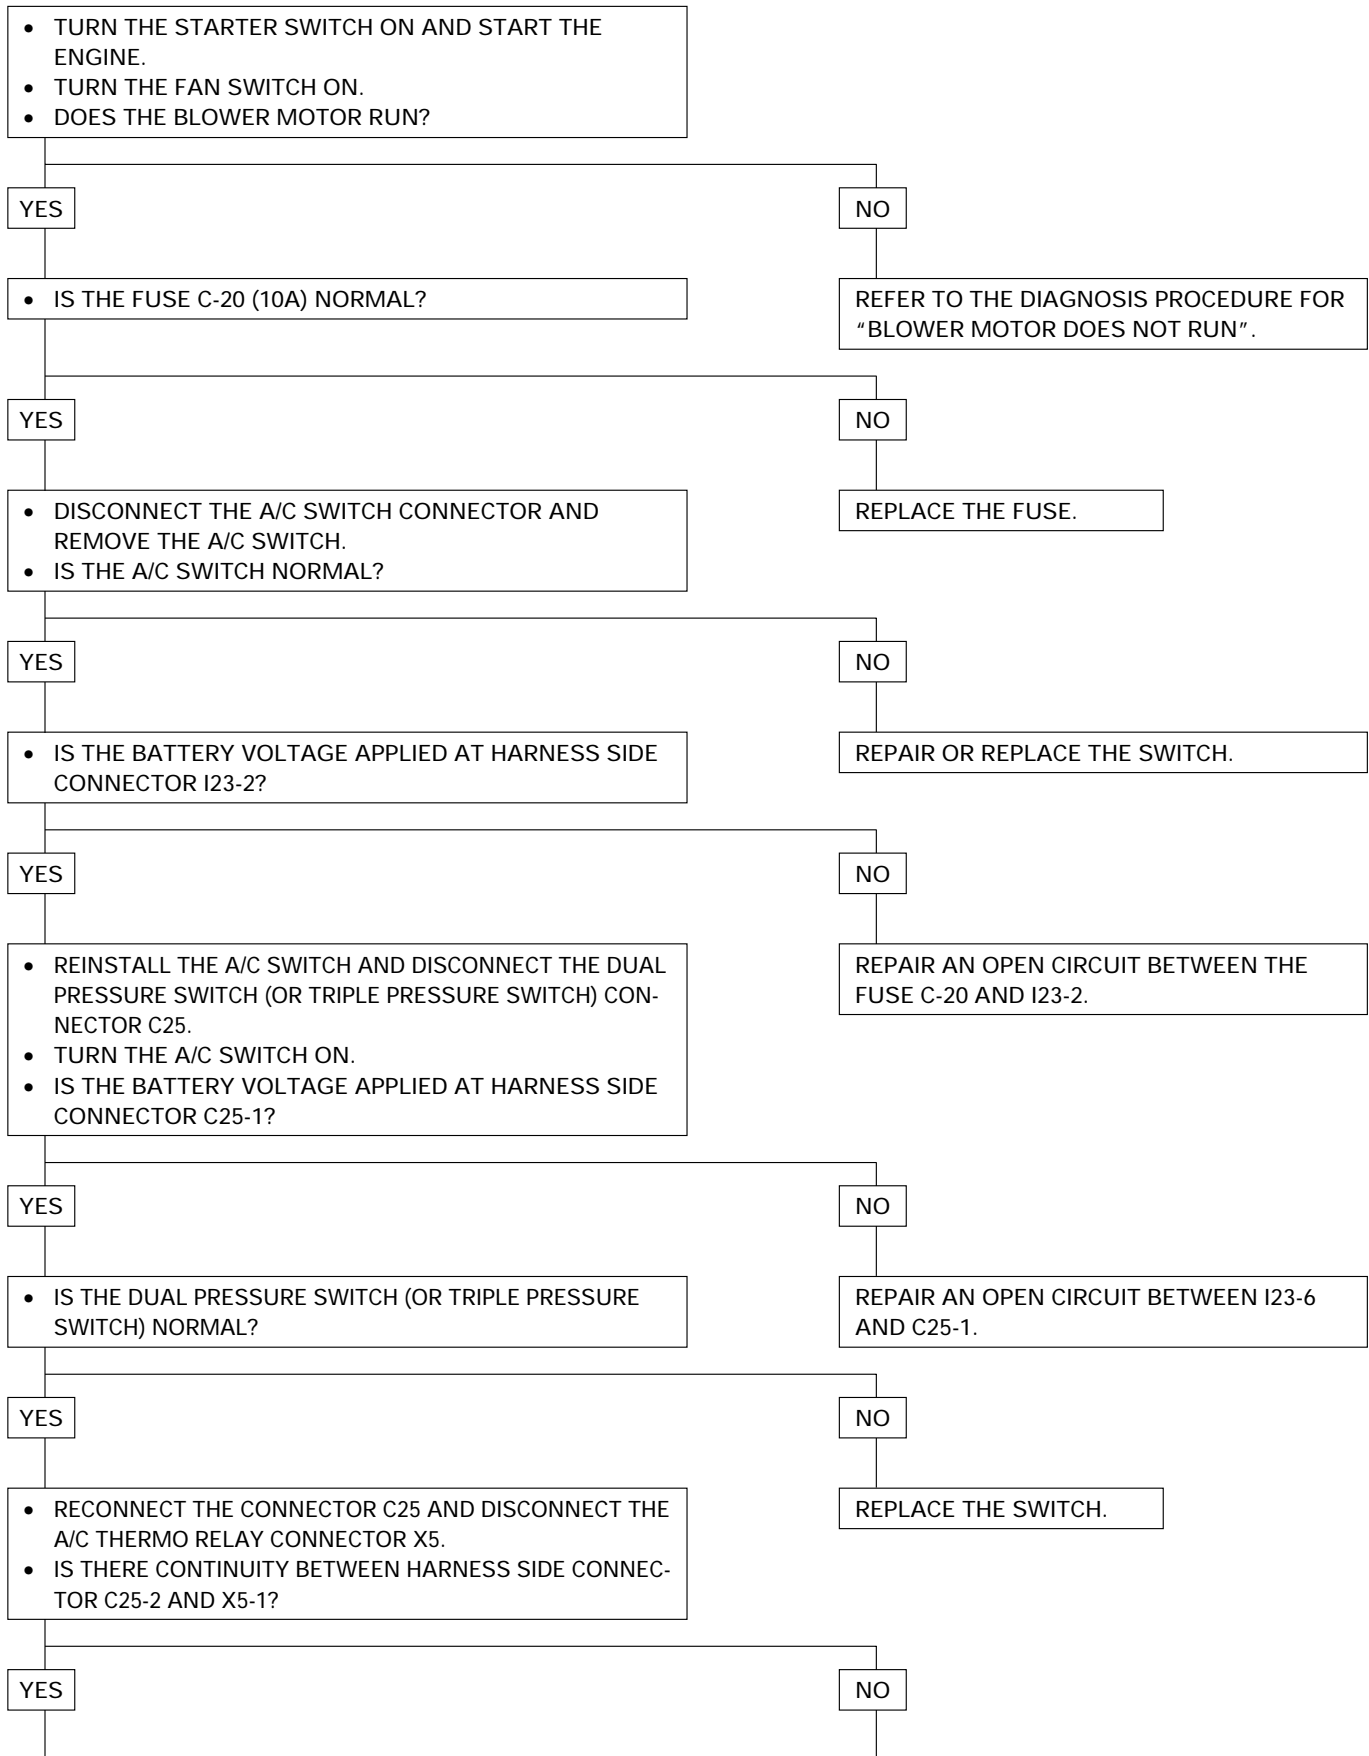 • TURN THE STARTER SWITCH ON AND START THE
ENGINE.
• TURN THE FAN SWITCH ON.
• DOES THE BLOWER MOTOR RUN?
YES
NO
• IS THE FUSE C-20 (10A) NORMAL?
REFER TO THE DIAGNOSIS PROCEDURE FOR
“BLOWER MOTOR DOES NOT RUN”.
YES
NO
• DISCONNECT THE A/C SWITCH CONNECTOR AND
REMOVE THE A/C SWITCH.
• IS THE A/C SWITCH NORMAL?
REPLACE THE FUSE.
YES
NO
• IS THE BATTERY VOLTAGE APPLIED AT HARNESS SIDE
CONNECTOR I23-2?
REPAIR OR REPLACE THE SWITCH.
YES
NO
• REINSTALL THE A/C SWITCH AND DISCONNECT THE DUAL
PRESSURE SWITCH (OR TRIPLE PRESSURE SWITCH) CON-
NECTOR C25.
• TURN THE A/C SWITCH ON.
• IS THE BATTERY VOLTAGE APPLIED AT HARNESS SIDE
CONNECTOR C25-1?
REPAIR AN OPEN CIRCUIT BETWEEN THE
FUSE C-20 AND I23-2.
YES
NO
• IS THE DUAL PRESSURE SWITCH (OR TRIPLE PRESSURE
SWITCH) NORMAL?
REPAIR AN OPEN CIRCUIT BETWEEN I23-6
AND C25-1.
YES
NO
• RECONNECT THE CONNECTOR C25 AND DISCONNECT THE
A/C THERMO RELAY CONNECTOR X5.
• IS THERE CONTINUITY BETWEEN HARNESS SIDE CONNEC-
TOR C25-2 AND X5-1?
REPLACE THE SWITCH.
YES
NO